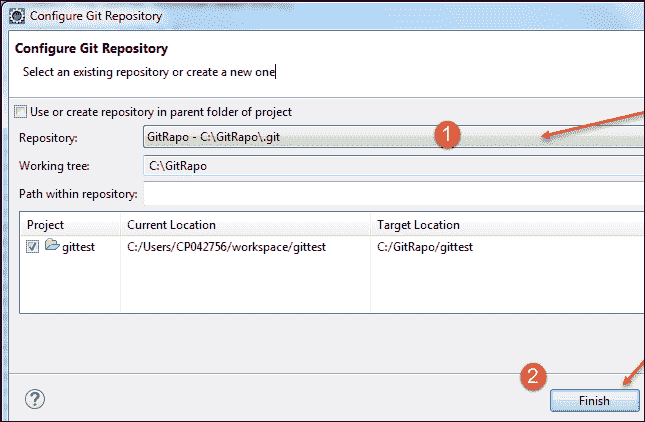 Configure Git Repository
Configure Git Repository
Select an existing repository or create a new one
Use or create repository in parent folder of project
Repository: GitRapo - C:\GitRapo\.git 1
Working tree: C:\GitRapo
Path within repository:
Project Current Location Target Location
gittest C:/Users/CP042756/workspace/gittest C:/GitRapo/gittest
2
? Finish